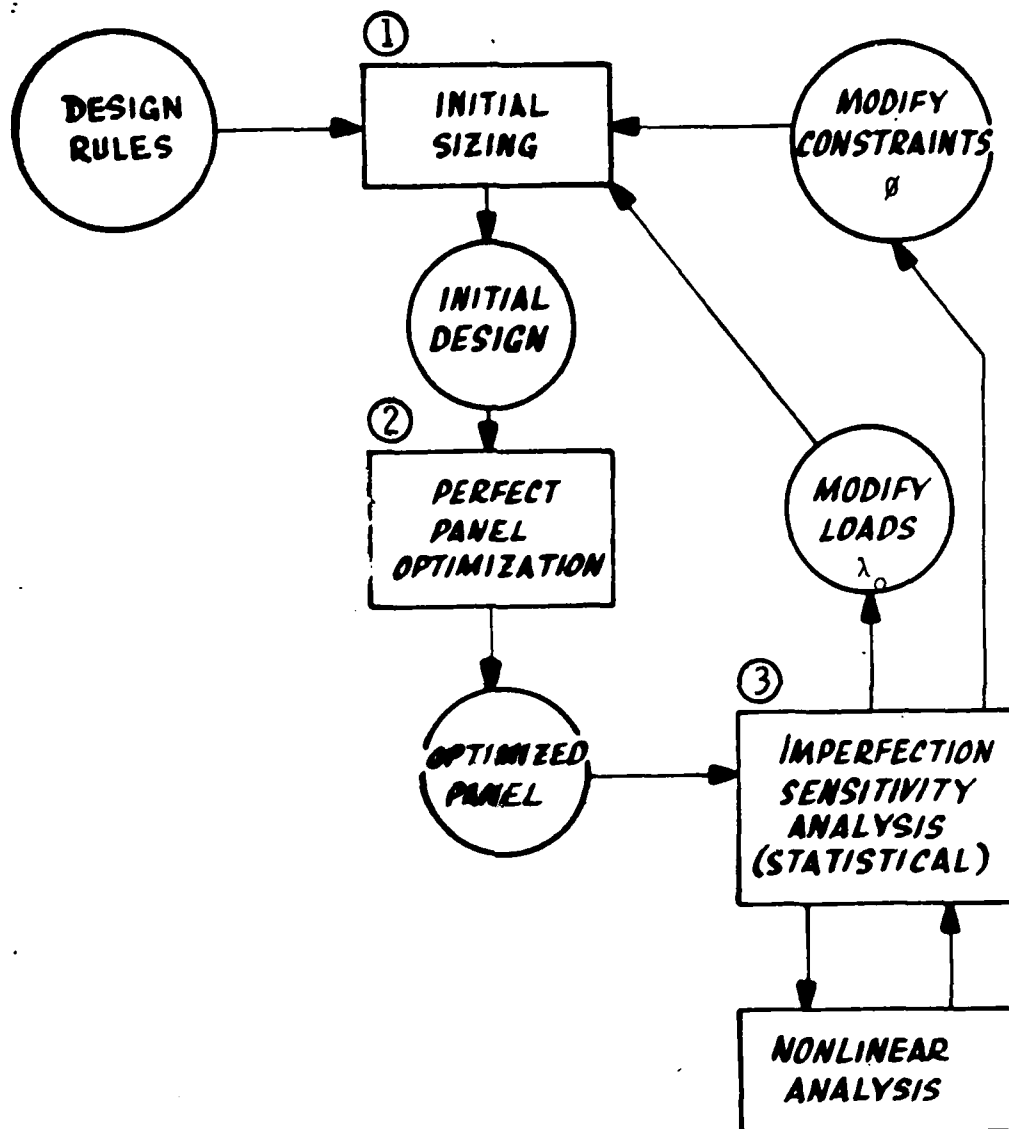 ①
DESIGN
RULES
INITIAL
SIZING
MODIFY
CONSTRAINTS
ø
INITIAL
DESIGN
②
PERFECT
PANEL
OPTIMIZATION
MODIFY
LOADS
λ₀
③
OPTIMIZED
PANEL
IMPERFECTION
SENSITIVITY
ANALYSIS
(STATISTICAL)
NONLINEAR
ANALYSIS